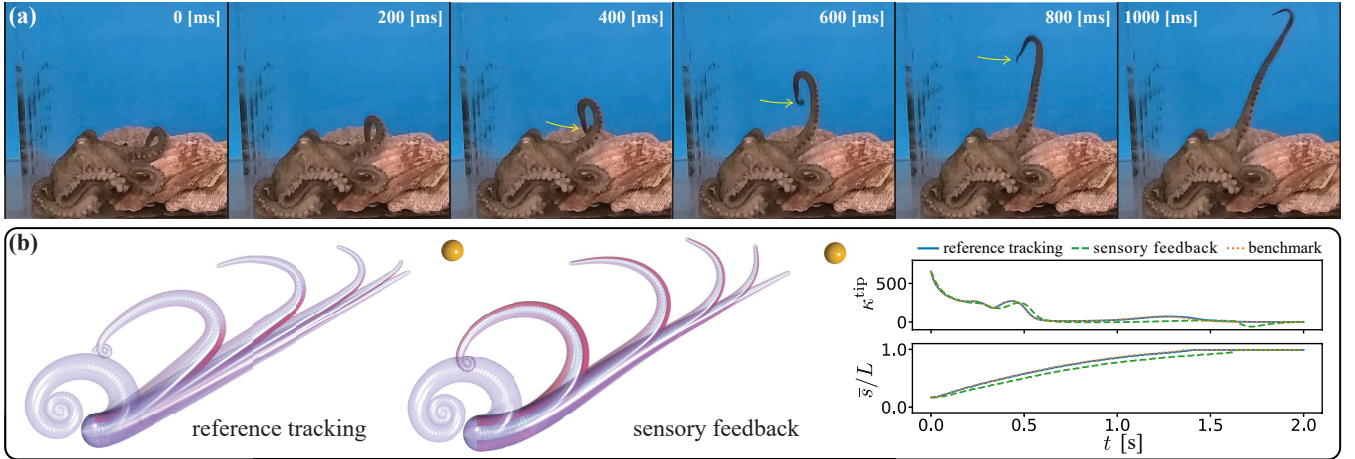 (a) 0 [ms] 200 [ms] 400 [ms] 600 [ms] 800 [ms] 1000 [ms]
(b)
reference tracking
sensory feedback
reference tracking sensory feedback benchmark
κ^tip
500
0
s̄/L
1.0
0.0
0.0 0.5 1.0 1.5 2.0
t [s]